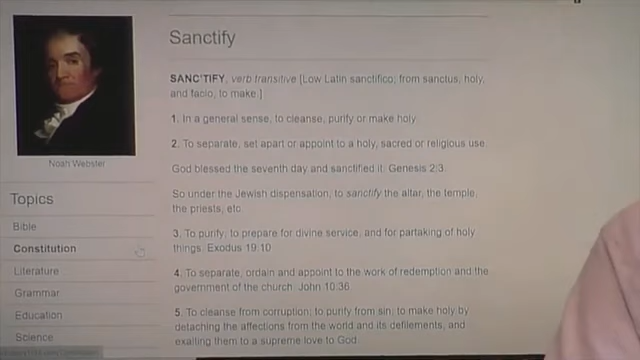 Sanctify
SANC'TIFY, verb transitive [Low Latin sanctifico; from sanctus, holy,
and facio, to make.]
1. In a general sense, to cleanse, purify or make holy.
2. To separate, set apart or appoint to a holy, sacred or religious use.
God blessed the seventh day and sanctified it. Genesis 2:3.
So under the Jewish dispensation, to sanctify the altar, the temple,
the priests, etc
3. To purify; to prepare for divine service, and for partaking of holy
things. Exodus 19:10
4. To separate, ordain and appoint to the work of redemption and the
government of the church. John 10:36.
5. To cleanse from corruption; to purify from sin; to make holy by
detaching the affections from the world and its defilements, and
exalting them to a supreme love to God.
Noah Webster
Topics
Bible
Constitution
Literature
Grammar
Education
Science